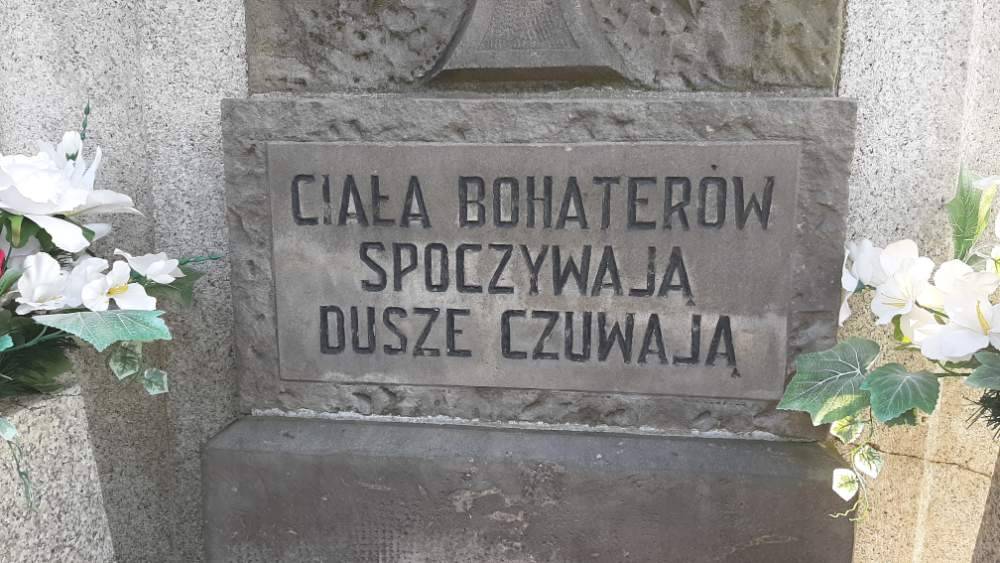 CIAŁA BOHATERÓW
SPOCZYWAJĄ
DUSZE CZUWAJĄ